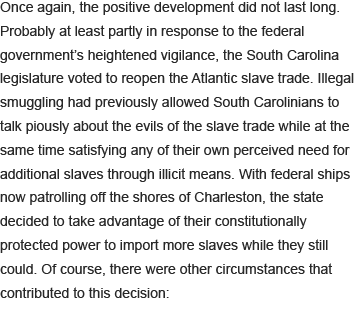 Once again, the positive development did not last long.
Probably at least partly in response to the federal
government's heightened vigilance, the South Carolina
legislature voted to reopen the Atlantic slave trade. Illegal
smuggling had previously allowed South Carolinians to
talk piously about the evils of the slave trade while at the
same time satisfying any of their own perceived need for
additional slaves through illicit means. With federal ships
now patrolling off the shores of Charleston, the state
decided to take advantage of their constitutionally
protected power to import more slaves while they still
could. Of course, there were other circumstances that
contributed to this decision: